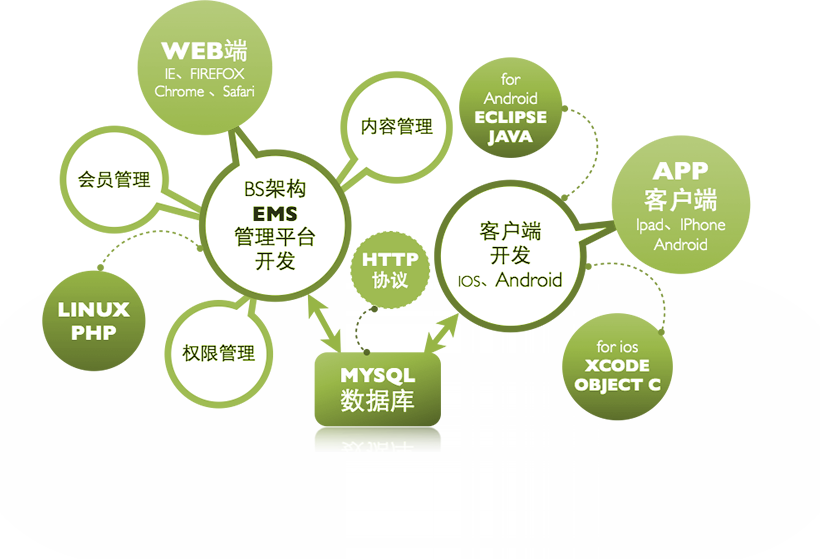 WEB端
IE、FIREFOX
Chrome 、Safari
内容管理
会员管理
BS架构
EMS
管理平台
开发
LINUX
PHP
权限管理
HTTP
协议
MYSQL
数据库
for
Android
ECLIPSE
JAVA
客户端
开发
IOS、Android
APP
客户端
Ipad、IPhone
Android
for ios
XCODE
OBJECT C